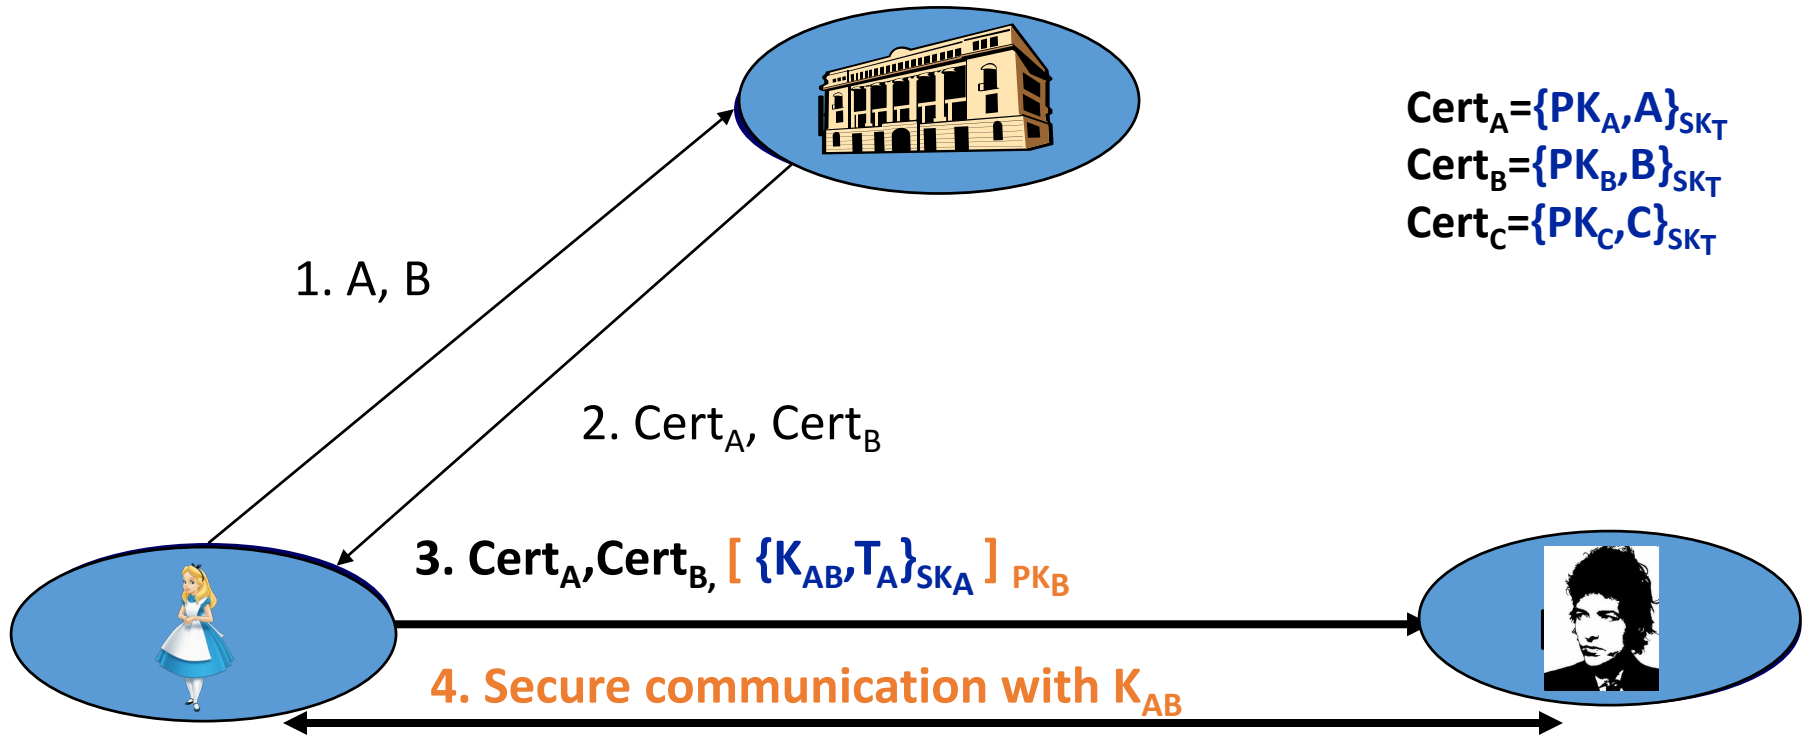 Cert_A={PK_A,A}_SK_T
Cert_B={PK_B,B}_SK_T
Cert_C={PK_C,C}_SK_T
1. A, B
2. Cert_A, Cert_B
3. Cert_A,Cert_B, [ {K_AB,T_A}_SK_A ] PK_B
4. Secure communication with K_AB